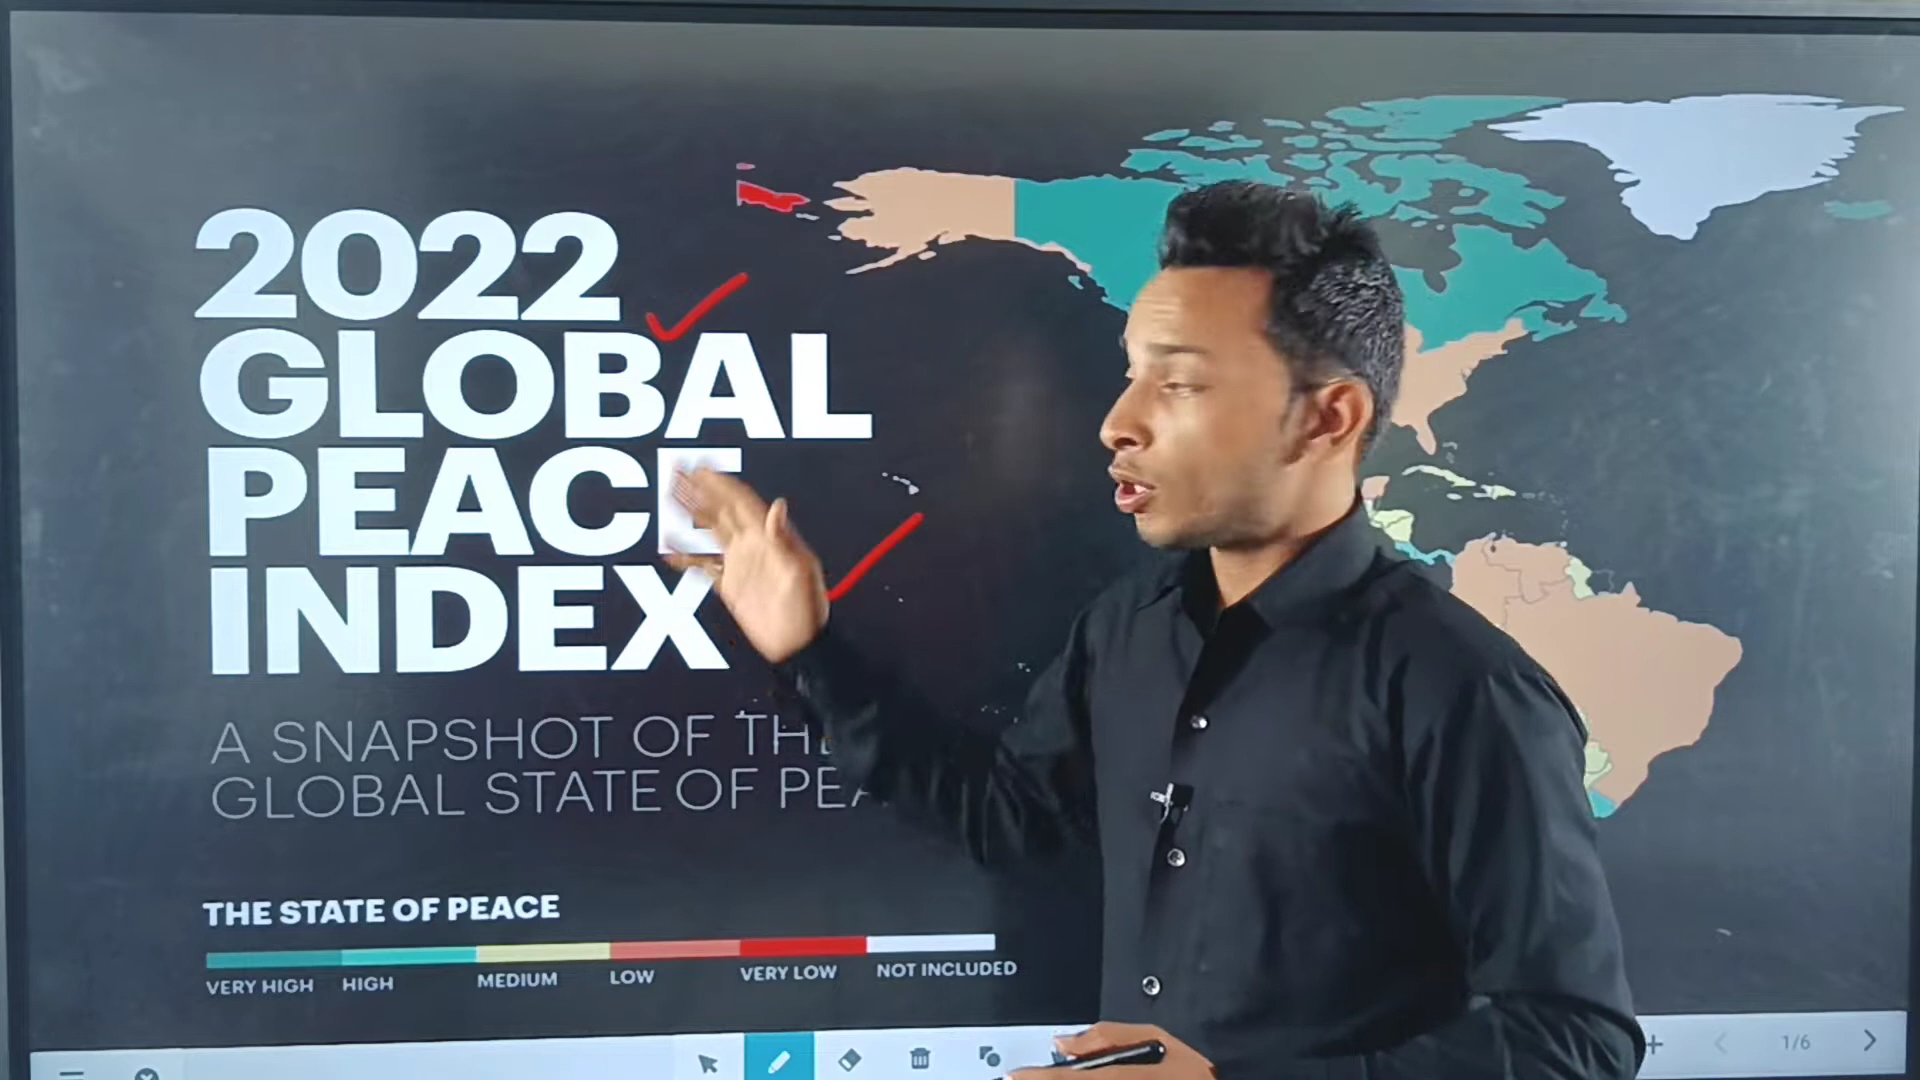 2022
GLOBAL
PEACE
INDEX
A SNAPSHOT OF THE
GLOBAL STATE OF PEA
THE STATE OF PEACE
VERY HIGH
HIGH
MEDIUM
LOW
VERY LOW
NOT INCLUDED
1/6